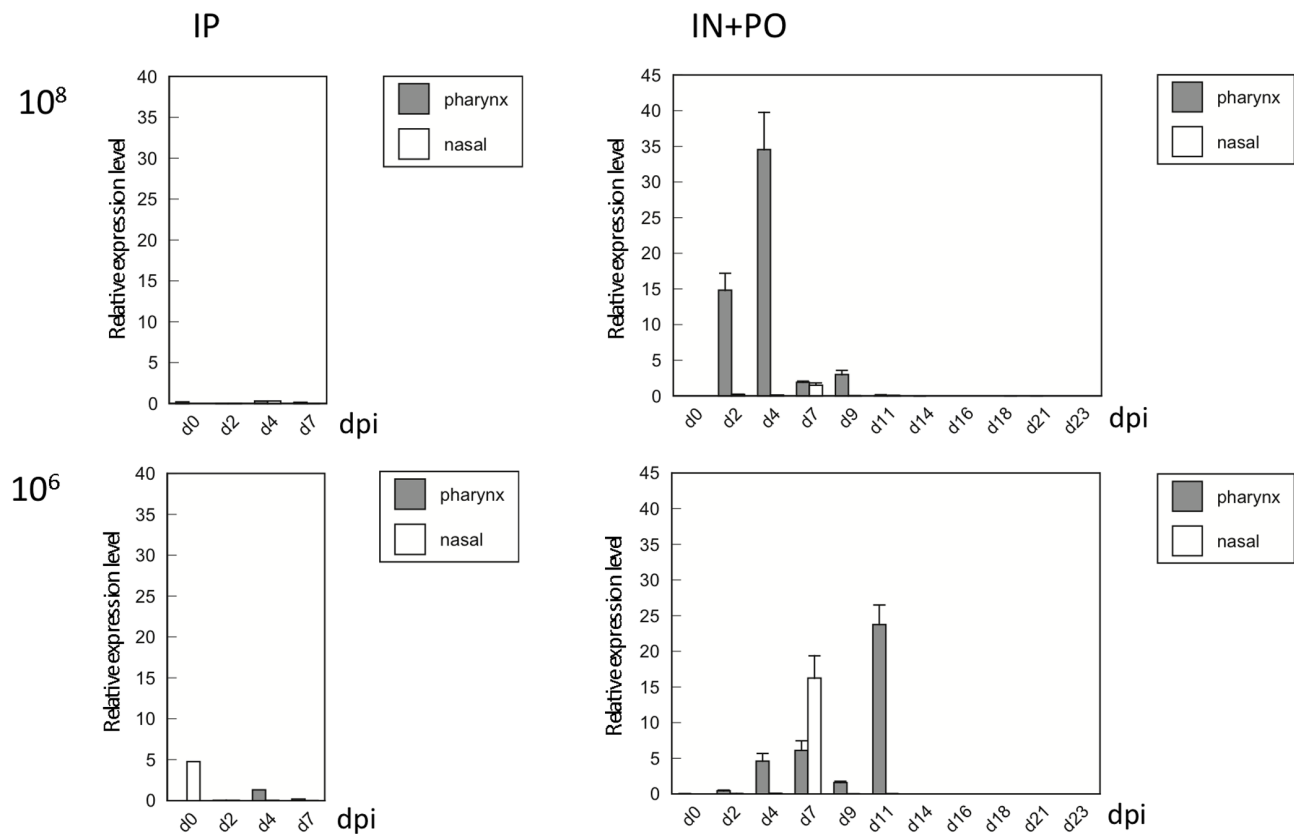 IP
IN+PO
10⁸
Relative expression level
40
35
30
25
20
15
10
5
0
d0 d2 d4 d7 dpi
pharynx
nasal
Relative expression level
45
40
35
30
25
20
15
10
5
0
d0 d2 d4 d7 d9 d11 d14 d16 d18 d21 d23
pharynx
nasal
10⁶
Relative expression level
40
35
30
25
20
15
10
5
0
d0 d2 d4 d7 dpi
pharynx
nasal
Relative expression level
45
40
35
30
25
20
15
10
5
0
d0 d2 d4 d7 d9 d11 d14 d16 d18 d21 d23 dpi
pharynx
nasal